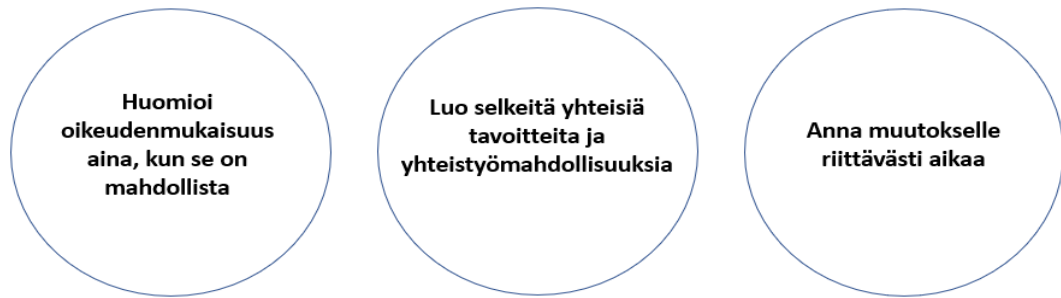 Huomioi
oikeudenmukaisuus
aina, kun se on
mahdollista
Luo selkeitä yhteisiä
tavoitteita ja
yhteistyömahdollisuuksia
Anna muutokselle
riittävästi aikaa